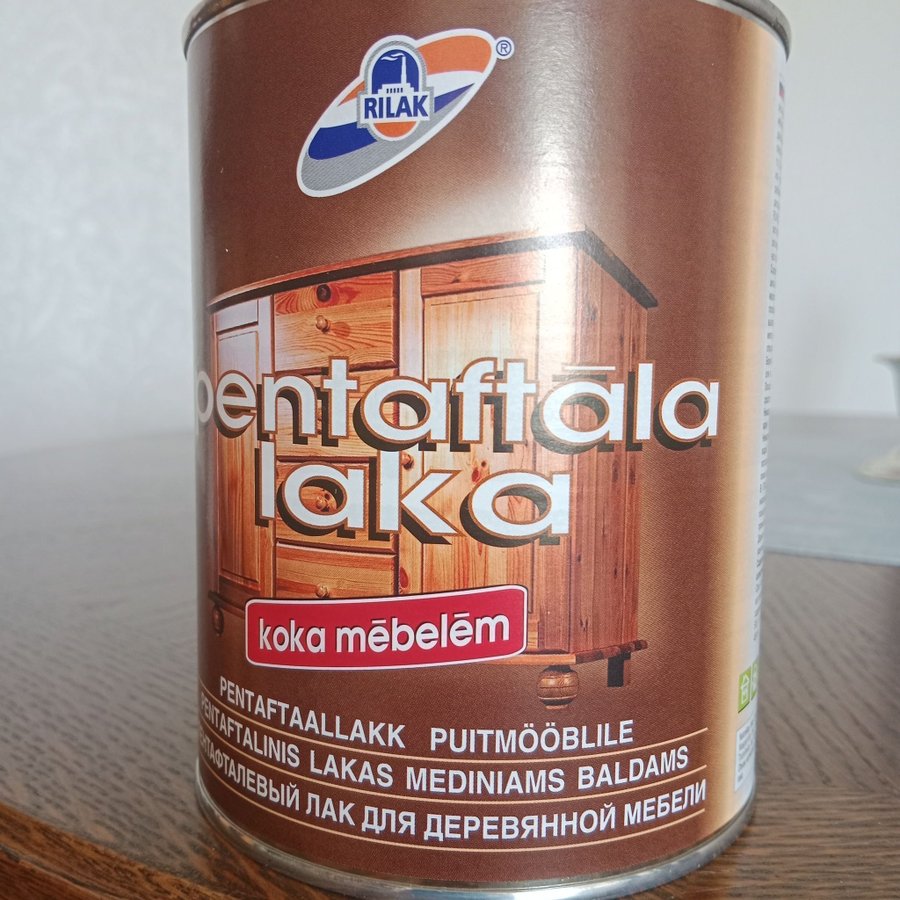 RILAK
®
pentaftāla
laka
koka mēbelēm
PENTAFTAALLAKK PUITMÖÖBLILE
PENTAFTALINIS LAKAS MEDINIAMS BALDAMS
ПЕНТАФТАЛЕВЫЙ ЛАК ДЛЯ ДЕРЕВЯННОЙ МЕБЕЛИ